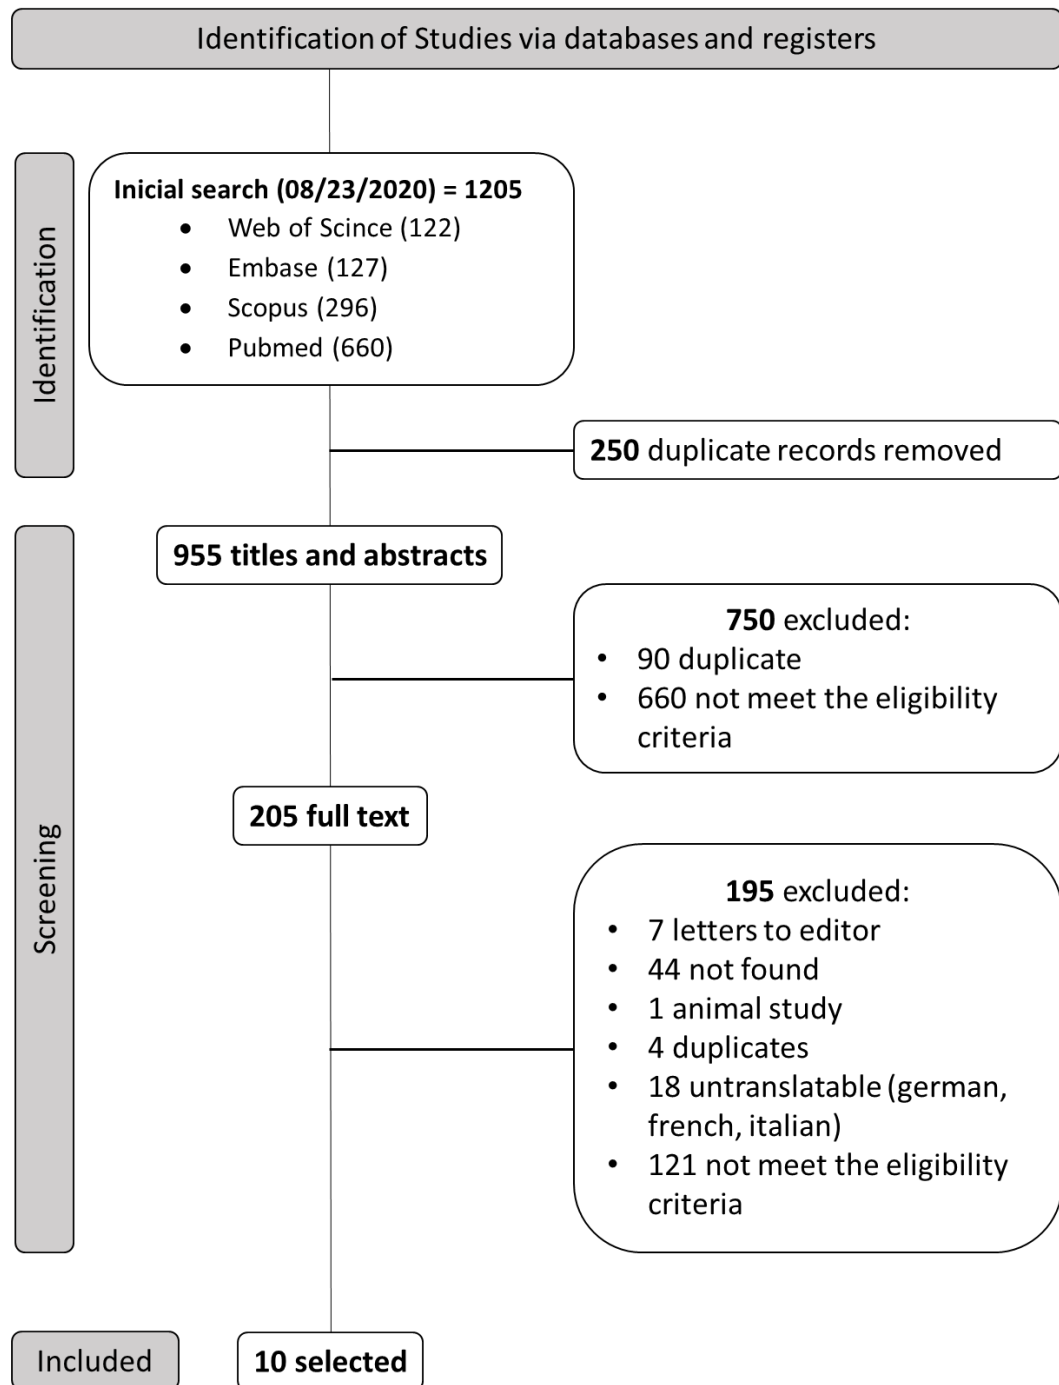 Identification of Studies via databases and registers
Identification
Inicial search (08/23/2020) = 1205
• Web of Scince (122)
• Embase (127)
• Scopus (296)
• Pubmed (660)
250 duplicate records removed
Screening
955 titles and abstracts
750 excluded:
• 90 duplicate
• 660 not meet the eligibility
criteria
205 full text
195 excluded:
• 7 letters to editor
• 44 not found
• 1 animal study
• 4 duplicates
• 18 untranslatable (german,
french, italian)
• 121 not meet the eligibility
criteria
Included
10 selected